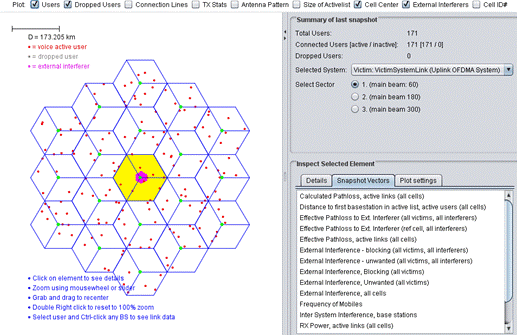 Plot: Users Dropped Users Connection Lines TX Stats Antenna Pattern Size of Activelist Cell Center External Interferers Cell ID#
D = 173.205 km
• = voice active user
• = dropped user
• = external interferer
• Click on element to see details
• Zoom using mousewheel or slider
• Grab and drag to recenter
• Double Right click to reset to 100% zoom
• Select user and Ctrl-click any BS to see link data
Summary of last snapshot
Total Users: 171
Connected Users [active / inactive]: 171 [171 / 0]
Dropped Users: 0
Selected System: Victim: VictimSystemLink (Uplink OFDMA System)
Select Sector 1. (main beam: 60)
2. (main beam 180)
3. (main beam 300)
Inspect Selected Element
Details Snapshot Vectors Plot settings
Calculated Pathloss, active links (all cells)
Distance to first basestation in active list, active users (all cells)
Effective Pathloss to Ext. Interferer (all victims, all interferers)
Effective Pathloss to Ext. Interferer (ref cell, all interferers)
Effective Pathloss, active links (all cells)
External Interference - blocking (all victims, all interferers)
External Interference - unwanted (all victims, all interferers)
External Interference, Blocking (all victims)
External Interference, Unwanted (all victims)
External Interference, all cells
Frequency of Mobiles
Inter System Interference, base stations
RX Power, active links (all cells)